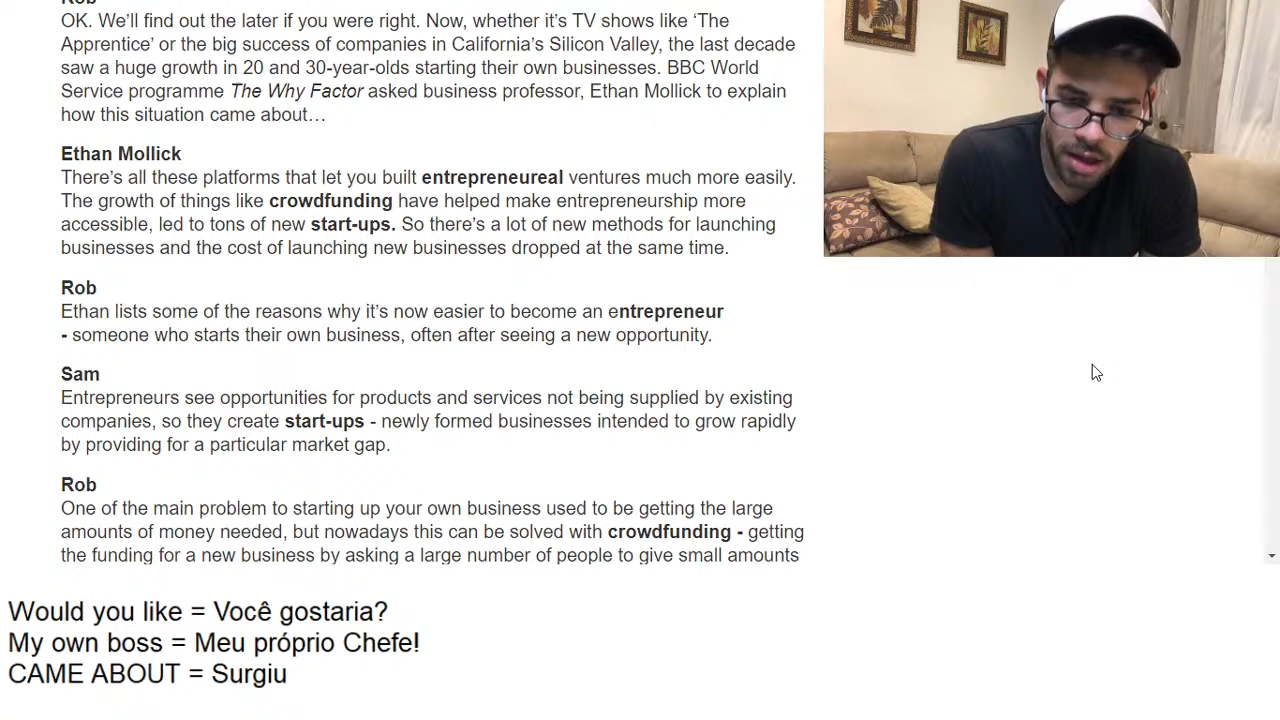 Rob
OK. We'll find out the later if you were right. Now, whether it's TV shows like 'The
Apprentice' or the big success of companies in California's Silicon Valley, the last decade
saw a huge growth in 20 and 30-year-olds starting their own businesses. BBC World
Service programme The Why Factor asked business professor, Ethan Mollick to explain
how this situation came about…
Ethan Mollick
There's all these platforms that let you built entrepreneureal ventures much more easily.
The growth of things like crowdfunding have helped make entrepreneurship more
accessible, led to tons of new start-ups. So there's a lot of new methods for launching
businesses and the cost of launching new businesses dropped at the same time.
Rob
Ethan lists some of the reasons why it's now easier to become an entrepreneur
- someone who starts their own business, often after seeing a new opportunity.
Sam
Entrepreneurs see opportunities for products and services not being supplied by existing
companies, so they create start-ups - newly formed businesses intended to grow rapidly
by providing for a particular market gap.
Rob
One of the main problem to starting up your own business used to be getting the large
amounts of money needed, but nowadays this can be solved with crowdfunding - getting
the funding for a new business by asking a large number of people to give small amounts
Would you like = Você gostaria?
My own boss = Meu próprio Chefe!
CAME ABOUT = Surgiu